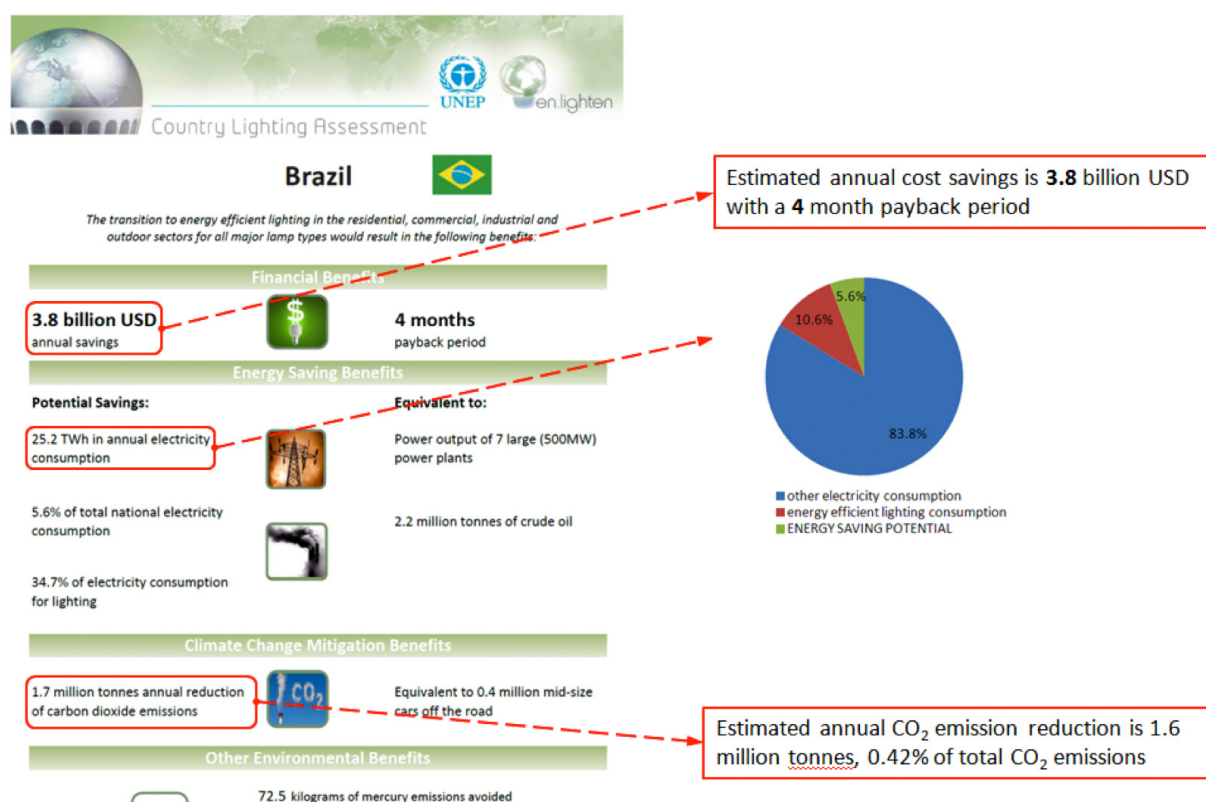 UNEP
en.lighten
Country Lighting Assessment
Brazil
The transition to energy efficient lighting in the residential, commercial, industrial and
outdoor sectors for all major lamp types would result in the following benefits:
Financial Benefits
3.8 billion USD
annual savings
$
4 months
payback period
Energy Saving Benefits
Potential Savings:
Equivalent to:
25.2 TWh in annual electricity
consumption
Power output of 7 large (500MW)
power plants
5.6% of total national electricity
consumption
2.2 million tonnes of crude oil
34.7% of electricity consumption
for lighting
Climate Change Mitigation Benefits
1.7 million tonnes annual reduction
of carbon dioxide emissions
CO2
Equivalent to 0.4 million mid-size
cars off the road
Other Environmental Benefits
72.5 kilograms of mercury emissions avoided
Estimated annual cost savings is 3.8 billion USD
with a 4 month payback period
5.6%
10.6%
83.8%
other electricity consumption
energy efficient lighting consumption
ENERGY SAVING POTENTIAL
Estimated annual CO2 emission reduction is 1.6
million tonnes, 0.42% of total CO2 emissions